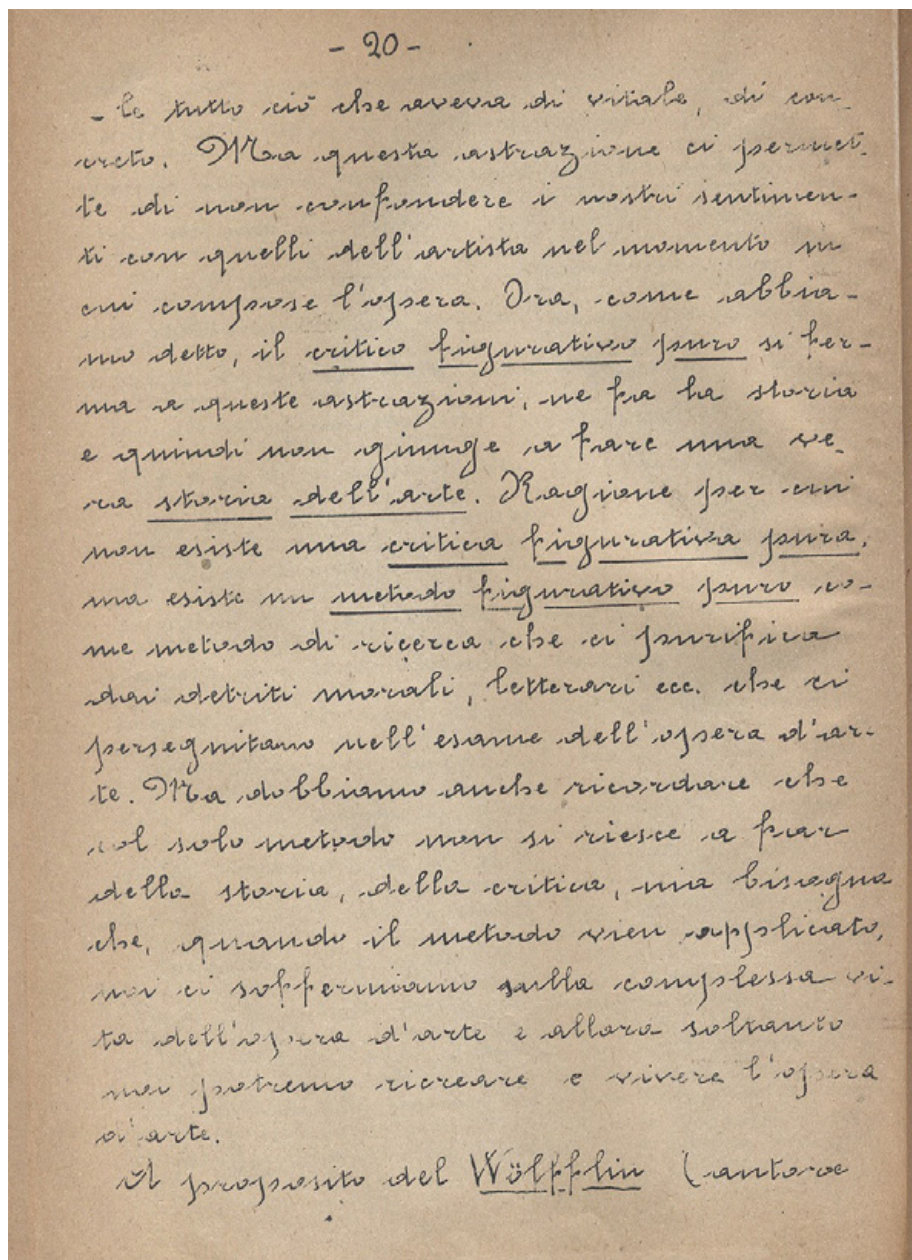 - 20 -
- le tutto ciò che aveva di vitale, di con-
creto. Ma questa astrazione ci permet-
te di non confondere i nostri sentimen-
ti con quelli dell'artista nel momento in
cui compose l'opera. Ora, come abbia-
mo detto, il critico figurativo puro si fer-
ma a queste astrazioni, ne fa la storia
e quindi non giunge a fare una ve-
ra storia dell'arte. Ragione per cui
non esiste una critica figurativa pura,
ma esiste un metodo figurativo puro co-
me metodo di ricerca che ci purifica
dai detriti morali, letterari ecc. che ci
perseguitano nell'esame dell'opera d'ar-
te. Ma dobbiamo anche ricordare che
col solo metodo non si riesce a far
della storia, della critica, ma bisogna
che, quando il metodo vien applicato,
noi ci soffermiamo sulla complessa vi-
ta dell'opera d'arte e allora soltanto
noi potremo ricreare e vivere l'opera
d'arte.
Il proposito del Wölfflin (autore